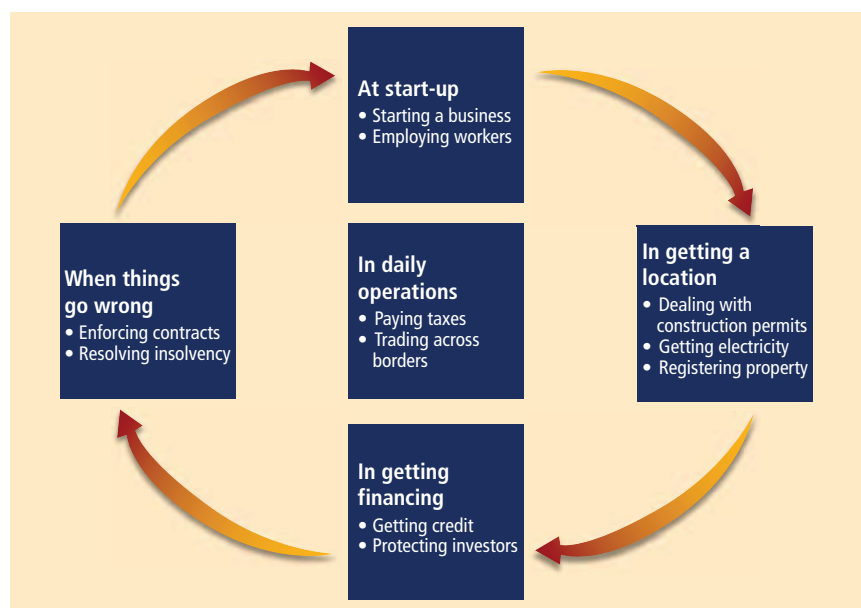 At start-up
• Starting a business
• Employing workers
When things
go wrong
• Enforcing contracts
• Resolving insolvency
In daily
operations
• Paying taxes
• Trading across
borders
In getting a
location
• Dealing with
construction permits
• Getting electricity
• Registering property
In getting
financing
• Getting credit
• Protecting investors